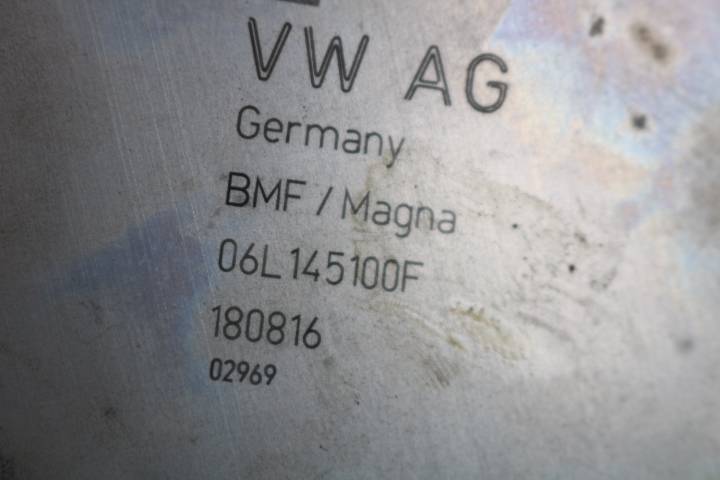 VW AG
Germany
BMF / Magna
06L145100F
180816
02969